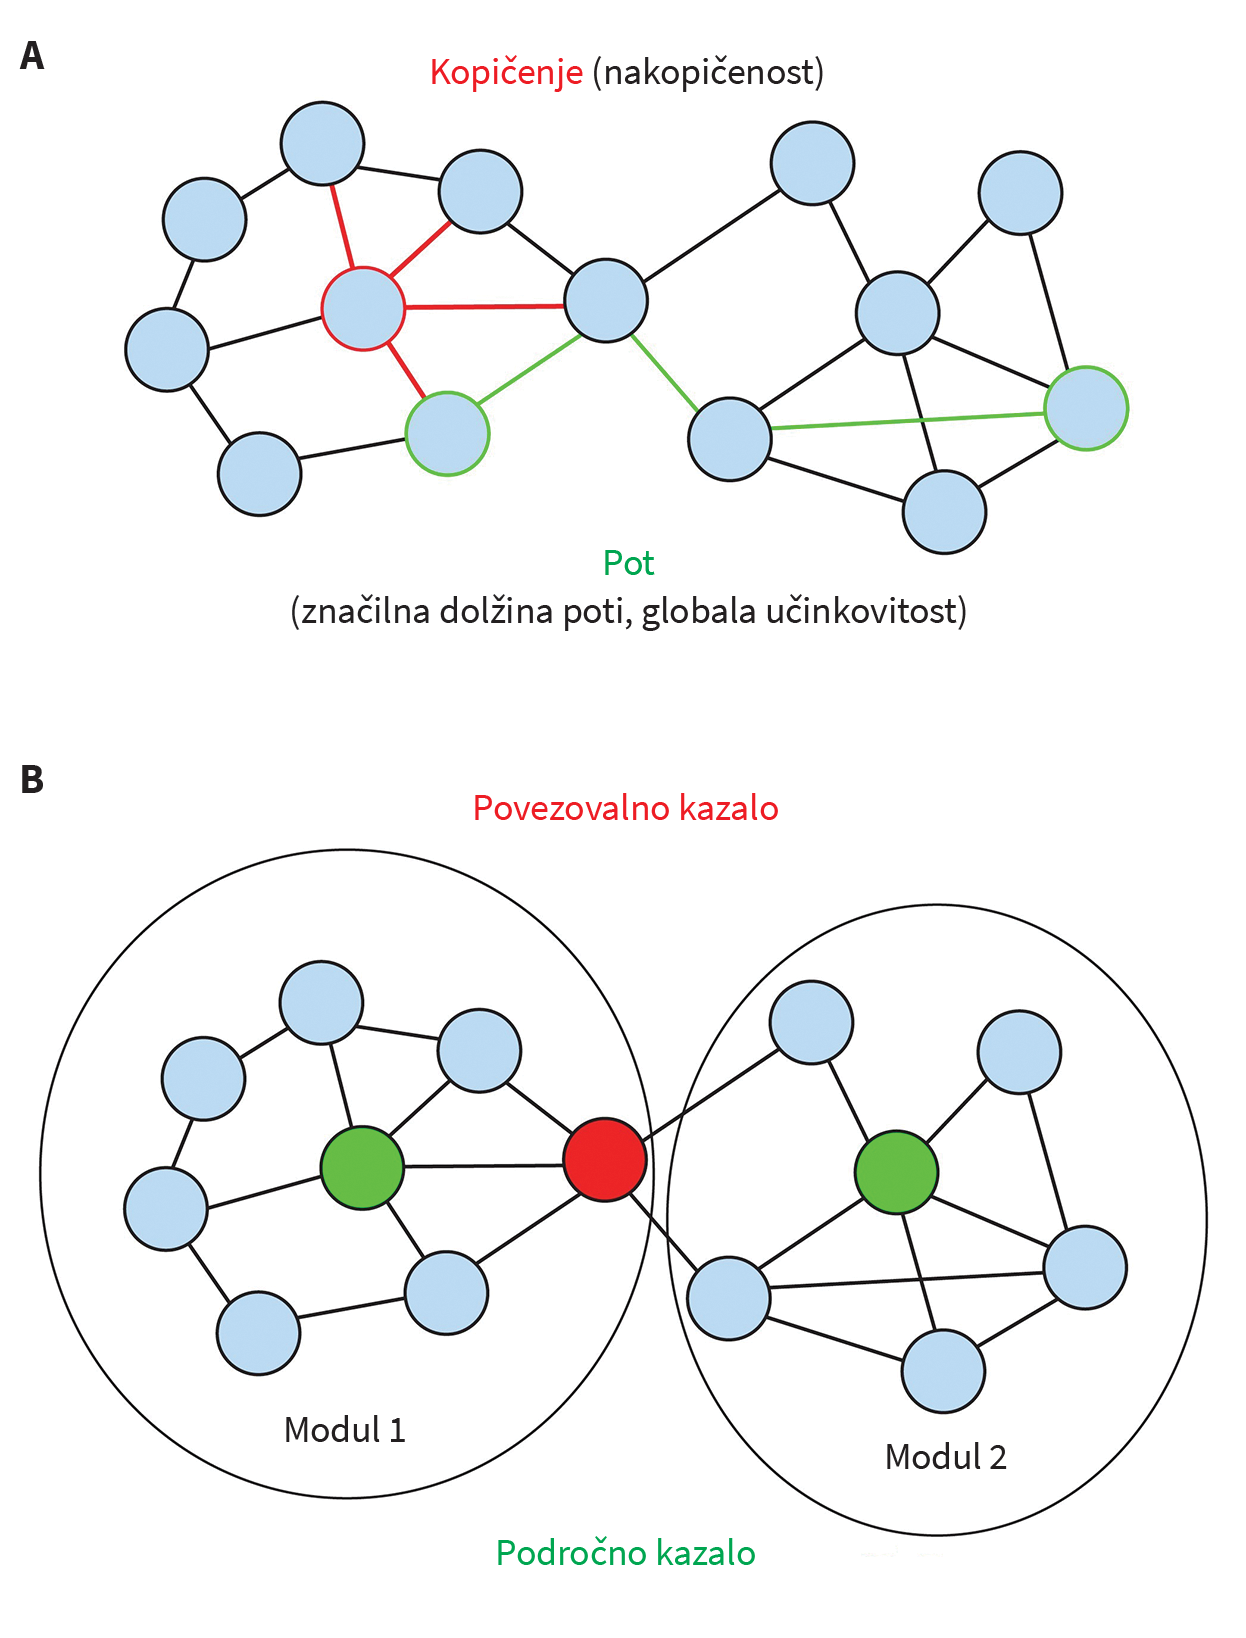 A
Kopičenje (nakopičenost)
Pot
(značilna dolžina poti, globala učinkovitost)
B
Povezovalno kazalo
Modul 1
Modul 2
Področno kazalo